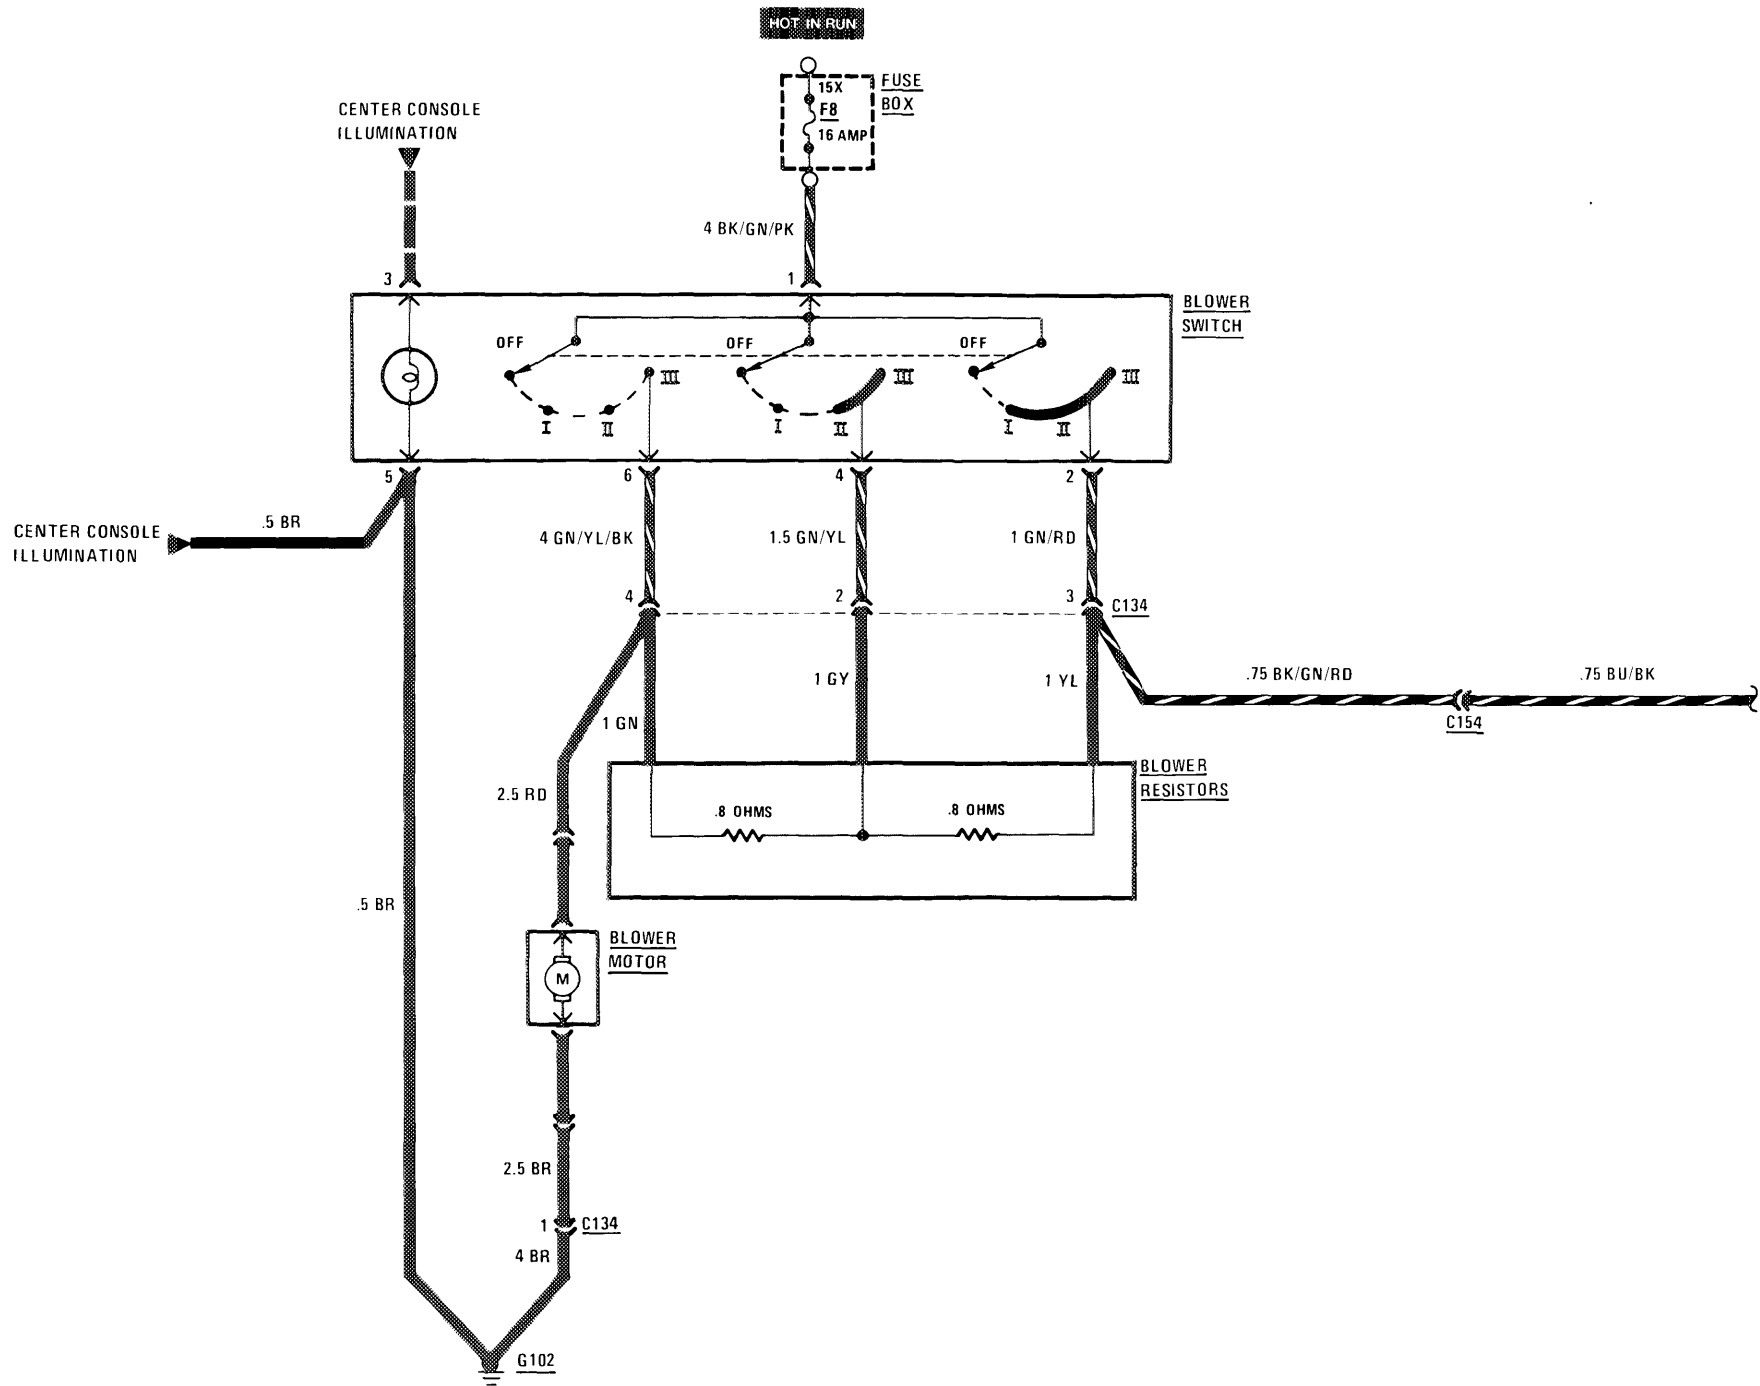 HOT IN RUN
FUSE
BOX
15X
F8
16 AMP
CENTER CONSOLE
ILLUMINATION
4 BK/GN/PK
3
1
BLOWER
SWITCH
OFF
OFF
OFF
III
III
III
I
II
I
II
I
II
5
6
4
2
CENTER CONSOLE
ILLUMINATION
.5 BR
4 GN/YL/BK
1.5 GN/YL
1 GN/RD
4
2
3
C134
1 GN
1 GY
1 YL
.75 BK/GN/RD
.75 BU/BK
C154
BLOWER
RESISTORS
2.5 RD
.8 OHMS
.8 OHMS
.5 BR
BLOWER
MOTOR
M
2.5 BR
1
C134
4 BR
G102